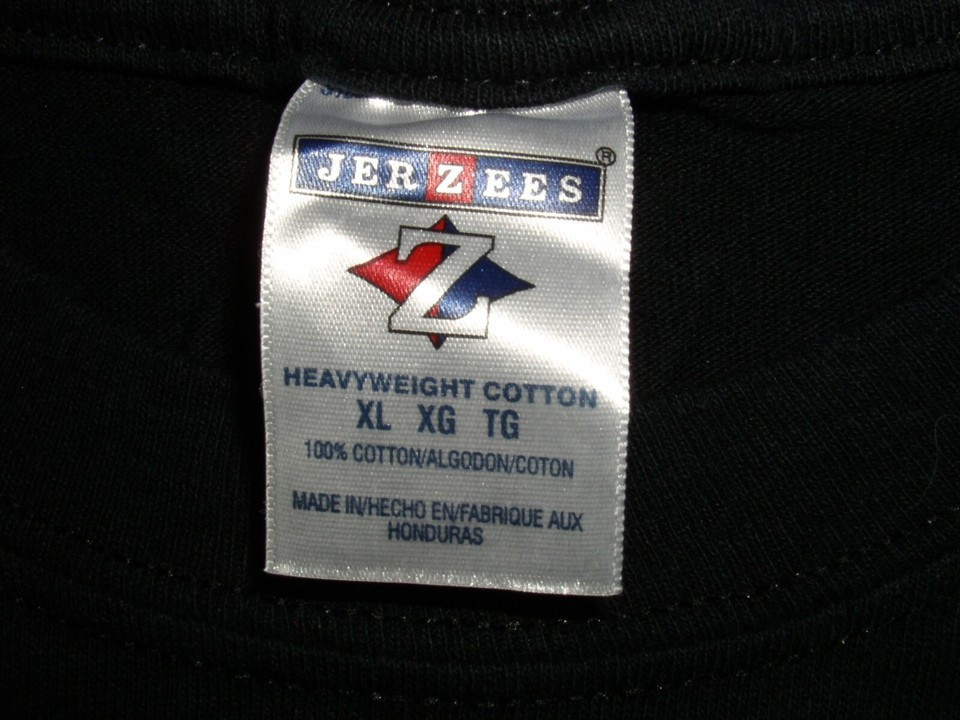 JERZEES®
Z
HEAVYWEIGHT COTTON
XL XG TG
100% COTTON/ALGODON/COTON
MADE IN/HECHO EN/FABRIQUE AUX
HONDURAS